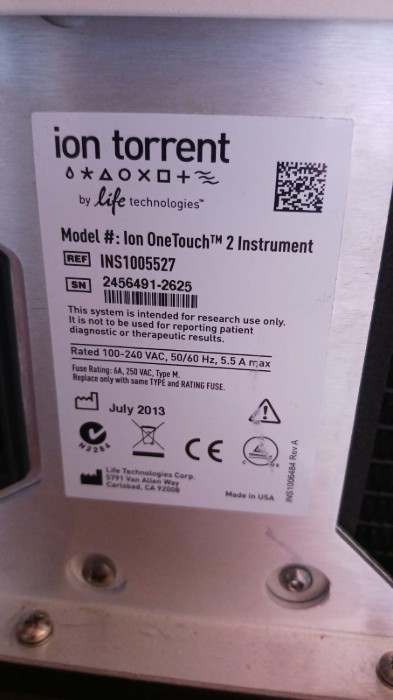 ion torrent
by life technologies™
Model #: Ion OneTouch™ 2 Instrument
REF INS1005527
SN 2456491-2625
This system is intended for research use only.
It is not to be used for reporting patient
diagnostic or therapeutic results.
Rated 100-240 VAC, 50/60 Hz, 5.5 A max
Fuse Rating: 6A, 250 VAC, Type M.
Replace only with same TYPE and RATING FUSE.
July 2013
N2284
CE
Life Technologies Corp.
5791 Van Allen Way
Carlsbad, CA 92008
Made in USA
INS1006464 Rev A